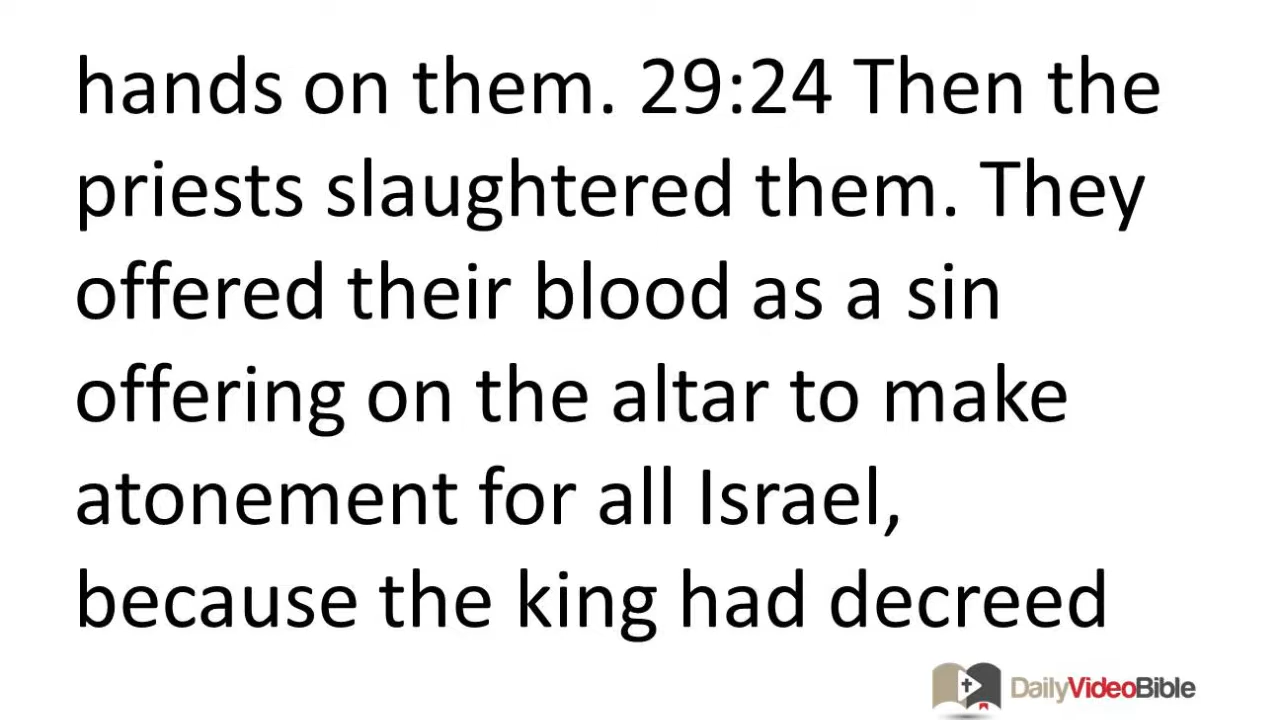 hands on them. 29:24 Then the
priests slaughtered them. They
offered their blood as a sin
offering on the altar to make
atonement for all Israel,
because the king had decreed
DailyVideoBible